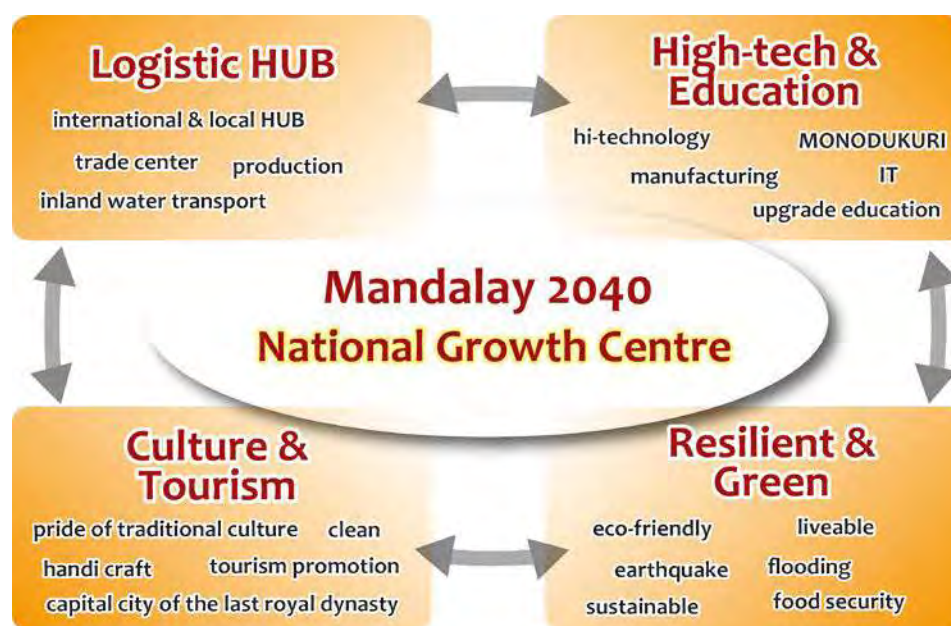 Logistic HUB
international & local HUB
trade center
production
inland water transport
High-tech &
Education
hi-technology
MONODUKURI
manufacturing
IT
upgrade education
Mandalay 2040
National Growth Centre
Culture &
Tourism
pride of traditional culture
clean
handi craft
tourism promotion
capital city of the last royal dynasty
Resilient &
Green
eco-friendly
liveable
earthquake
flooding
sustainable
food security